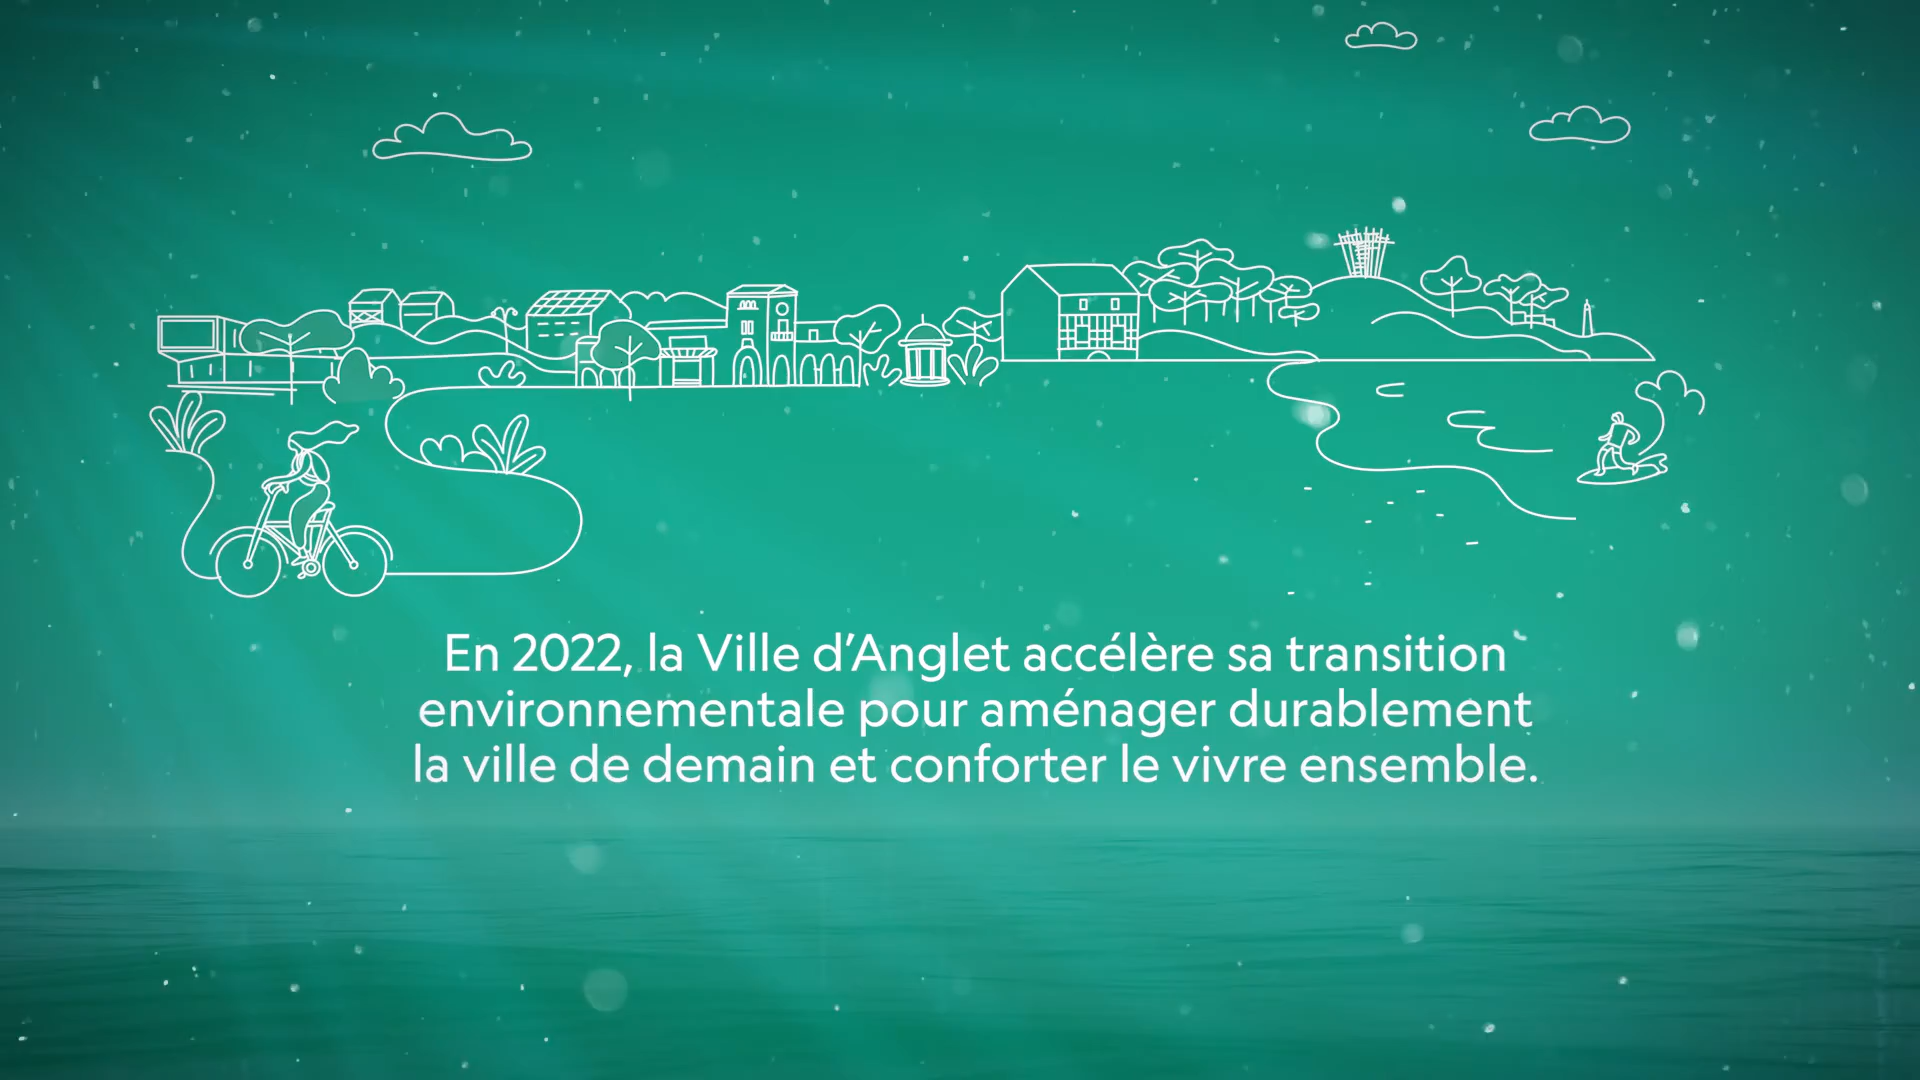 En 2022, la Ville d’Anglet accélère sa transition
environnementale pour aménager durablement
la ville de demain et conforter le vivre ensemble.